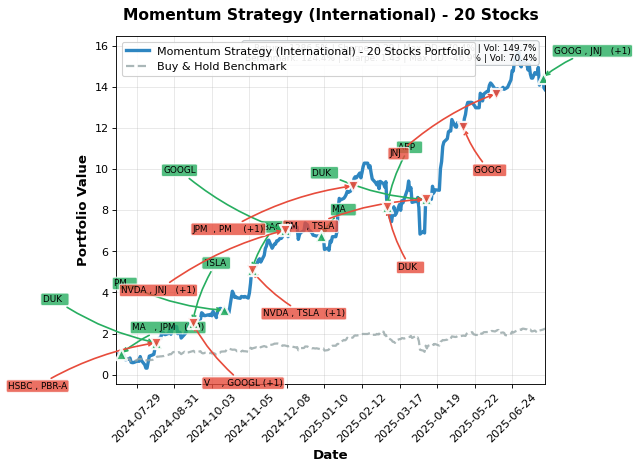 Momentum Strategy (International) - 20 Stocks
Momentum Strategy (International) - 20 Stocks Portfolio
Buy & Hold Benchmark
| Vol: 149.7%
| Vol: 70.4%
GOOG , JNJ (+1)
JNJ
GOOG
GOOGL
DUK
MA
JPM , PM (+1)
, TSLA
DUK
TSLA
PM
NVDA , JNJ (+1)
DUK
NVDA , TSLA (+1)
MA , JPM
HSBC , PBR-A
V , GOOGL (+1)
Portfolio Value
16
14
12
10
8
6
4
2
0
2024-07-29
2024-08-31
2024-10-03
2024-11-05
2024-12-08
2025-01-10
2025-02-12
2025-03-17
2025-04-19
2025-05-22
2025-06-24
Date